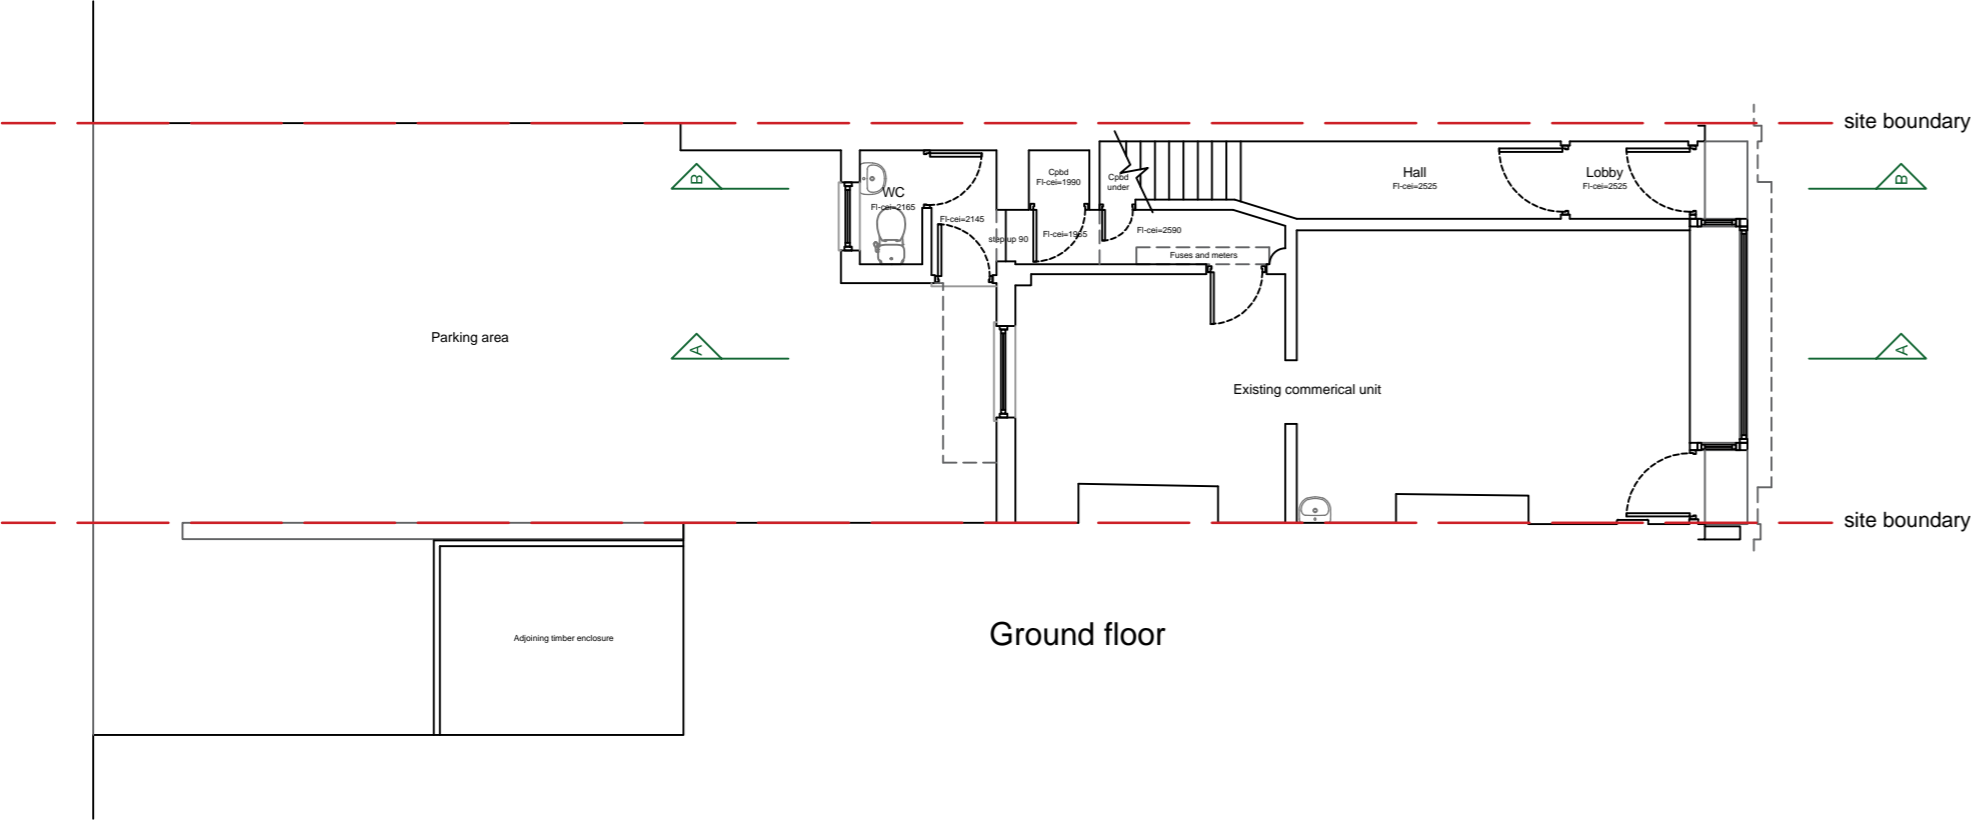 site boundary
B
B
Cpbd
Fl-cei=1990
Cpbd
under
Hall
Fl-cei=2525
Lobby
Fl-cei=2525
WC
Fl-cei=2165
Fl-cei=2145
step up 90
Fl-cei=1955
Fl-cei=2590
Fuses and meters
Parking area
A
A
Existing commerical unit
site boundary
Adjoining timber enclosure
Ground floor